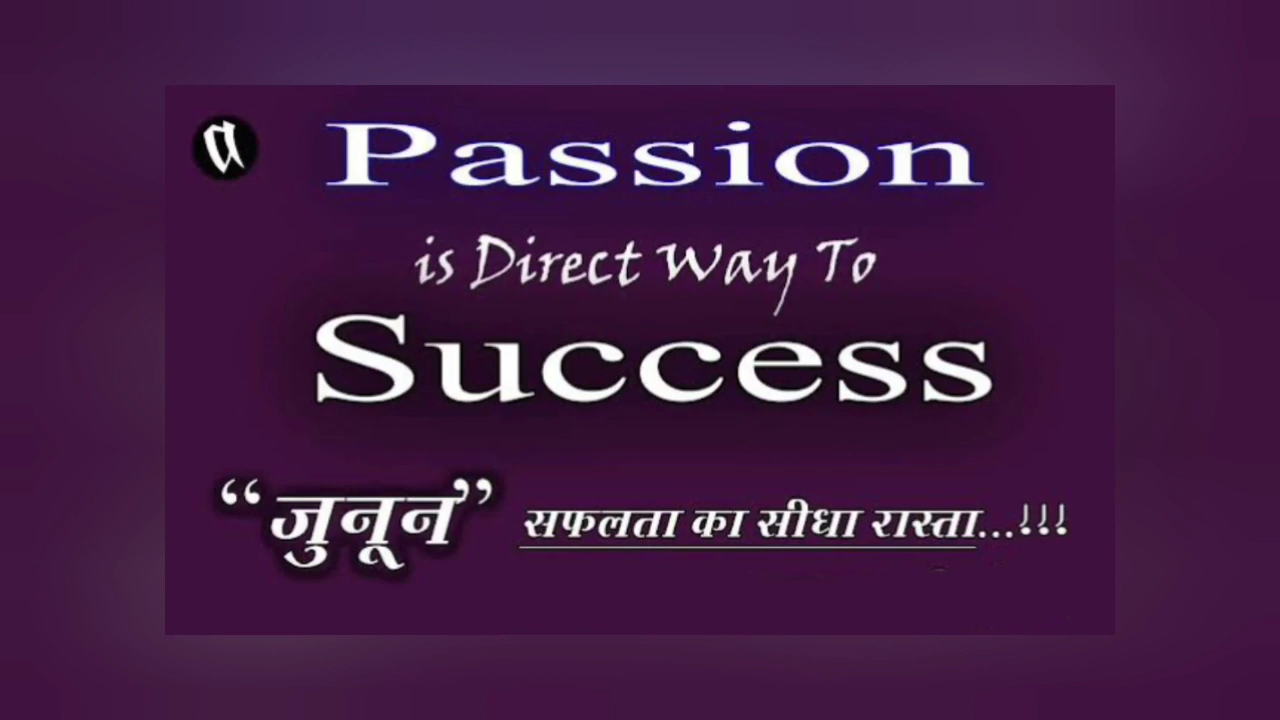 a
Passion
is Direct Way To
Success
“जुनून” सफलता का सीधा रास्ता...!!!